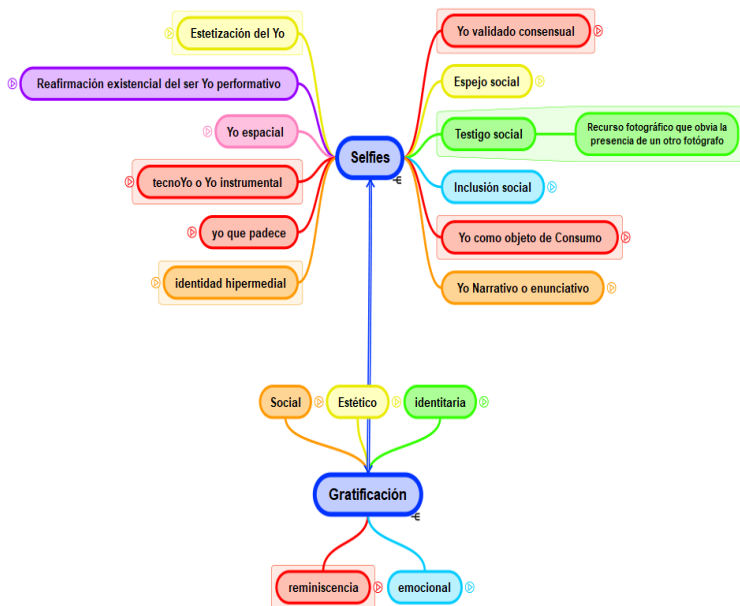 Estetización del Yo
Reafirmación existencial del ser Yo performativo
Yo espacial
tecnoYo o Yo instrumental
yo que padece
identidad hipermedial
Selfies
Yo validado consensual
Espejo social
Testigo social
Recurso fotográfico que obvia la
presencia de un otro fotógrafo
Inclusión social
Yo como objeto de Consumo
Yo Narrativo o enunciativo
Social
Estético
identitaria
Gratificación
reminiscencia
emocional